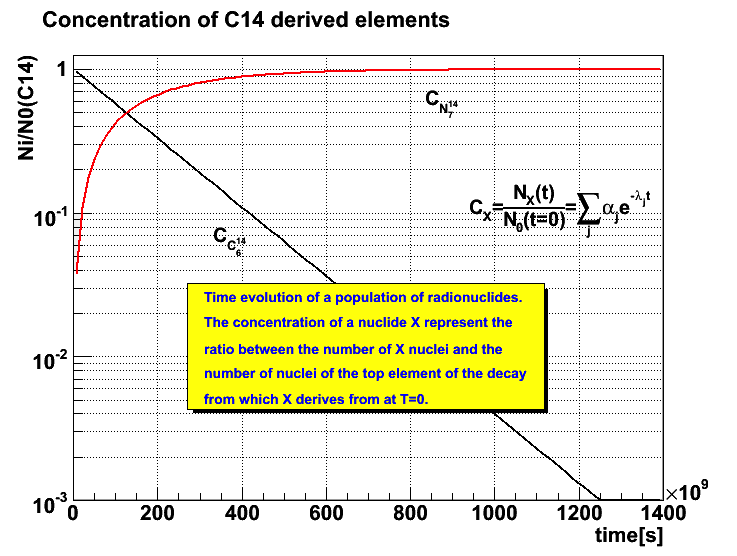 Concentration of C14 derived elements
Ni/N0(C14)
1
10⁻¹
10⁻²
10⁻³
C_{N_7^{14}}
C_X=\frac{N_X(t)}{N_0(t=0)}=∑_j α_j e^{-λ_j t}
C_{C_6^{14}}
Time evolution of a population of radionuclides.
The concentration of a nuclide X represent the
ratio between the number of X nuclei and the
number of nuclei of the top element of the decay
from which X derives from at T=0.
0 200 400 600 800 1000 1200 1400
×10⁹
time[s]